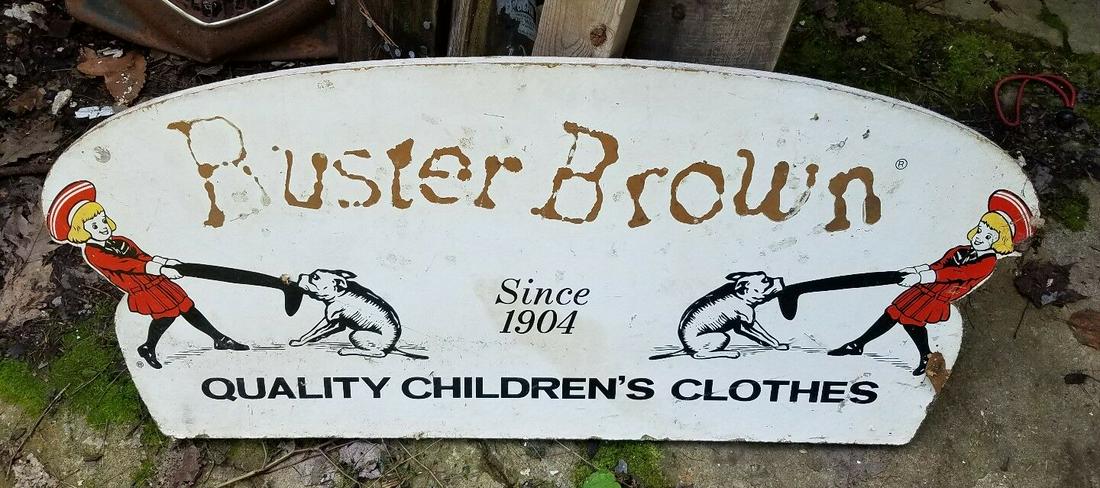 Buster Brown®
Since
1904
QUALITY CHILDREN'S CLOTHES
®